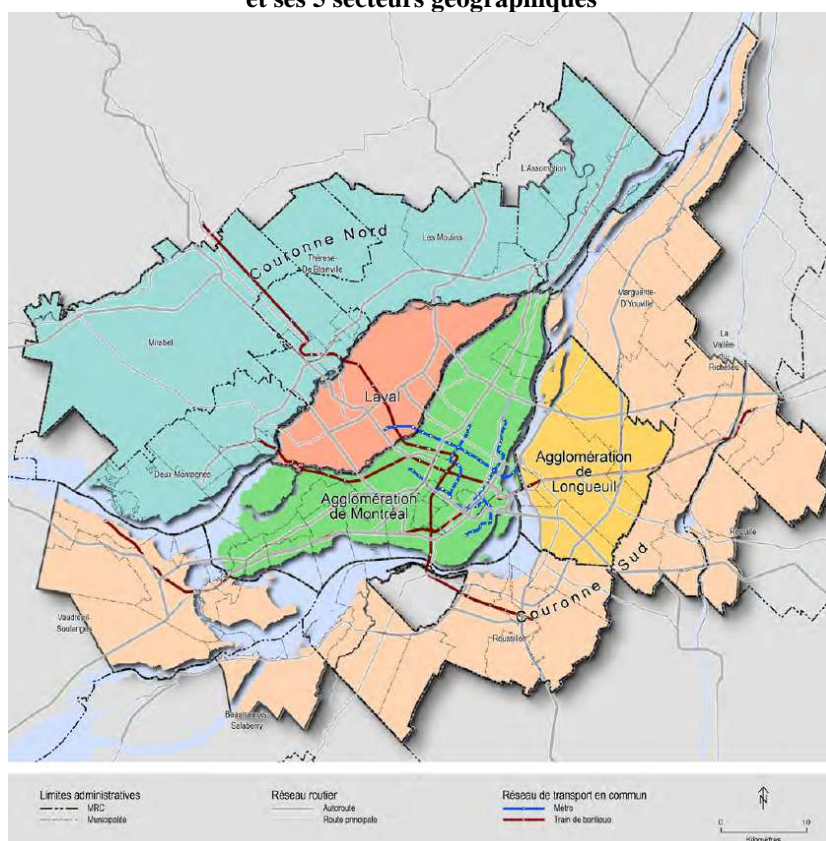 et ses 5 secteurs géographiques
L'Assomption
Couronne Nord
Les Moulins
Thérèse-
De Blainville
Marguerite-
D'Youville
Mirabel
La
Vallée-
du-
Richelieu
Laval
Deux-Montagnes
Agglomération
de
Longueuil
Agglomération
de Montréal
Rouville
Couronne Sud
Vaudreuil-
Soulanges
Roussillon
Beauharnois-
Salaberry
Limites administratives
MRC
Municipalité
Réseau routier
Autoroute
Route principale
Réseau de transport en commun
Métro
Train de banlieue
N
0 10
Kilomètres